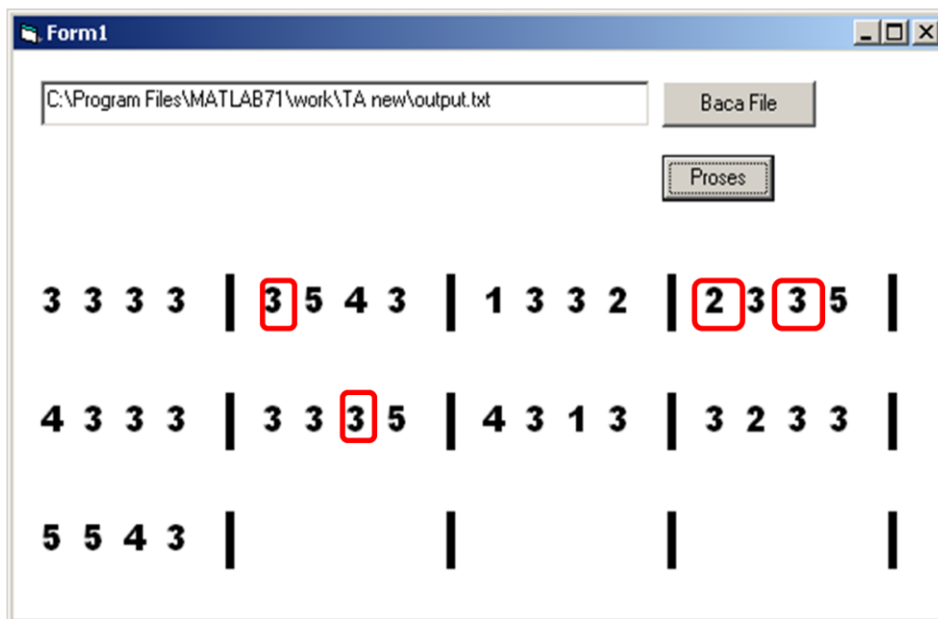 Form1
C:\Program Files\MATLAB71\work\TA new\output.txt Baca File
Proses
3 3 3 3 | 3 5 4 3 | 1 3 3 2 | 2 3 3 5 |
4 3 3 3 | 3 3 3 5 | 4 3 1 3 | 3 2 3 3 |
5 5 4 3 | | | |